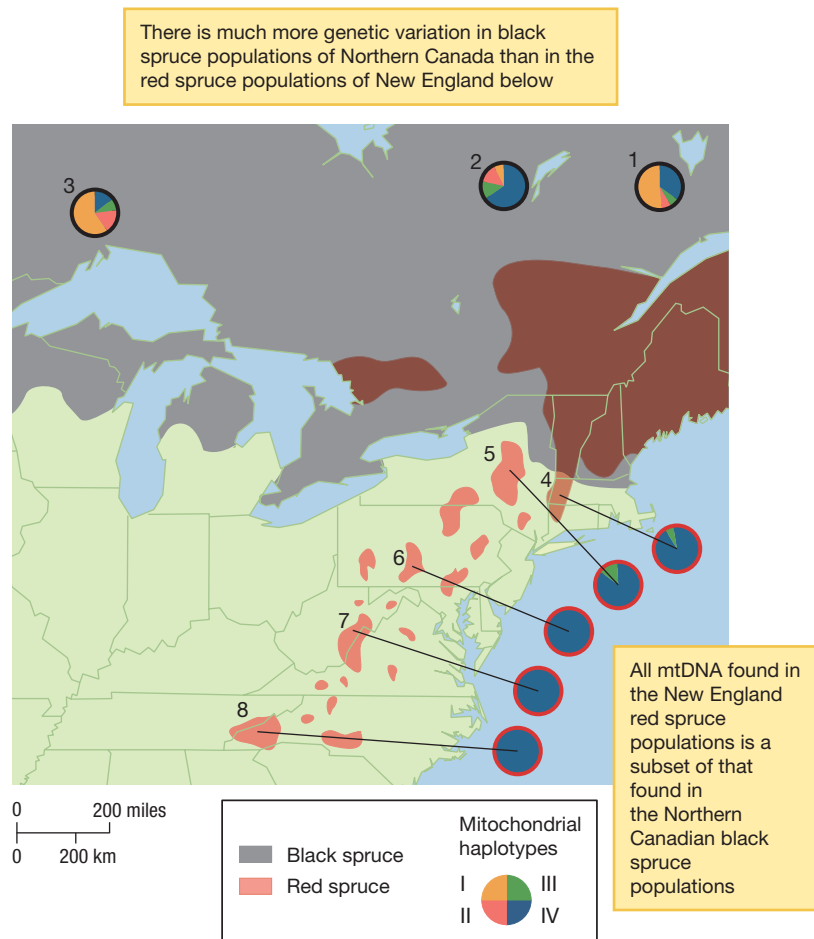 There is much more genetic variation in black
spruce populations of Northern Canada than in the
red spruce populations of New England below
3
2
1
5
4
6
7
8
All mtDNA found in
the New England
red spruce
populations is a
subset of that
found in
the Northern
Canadian black
spruce
populations
0 200 miles
0 200 km
Black spruce
Red spruce
Mitochondrial
haplotypes
I III
II IV